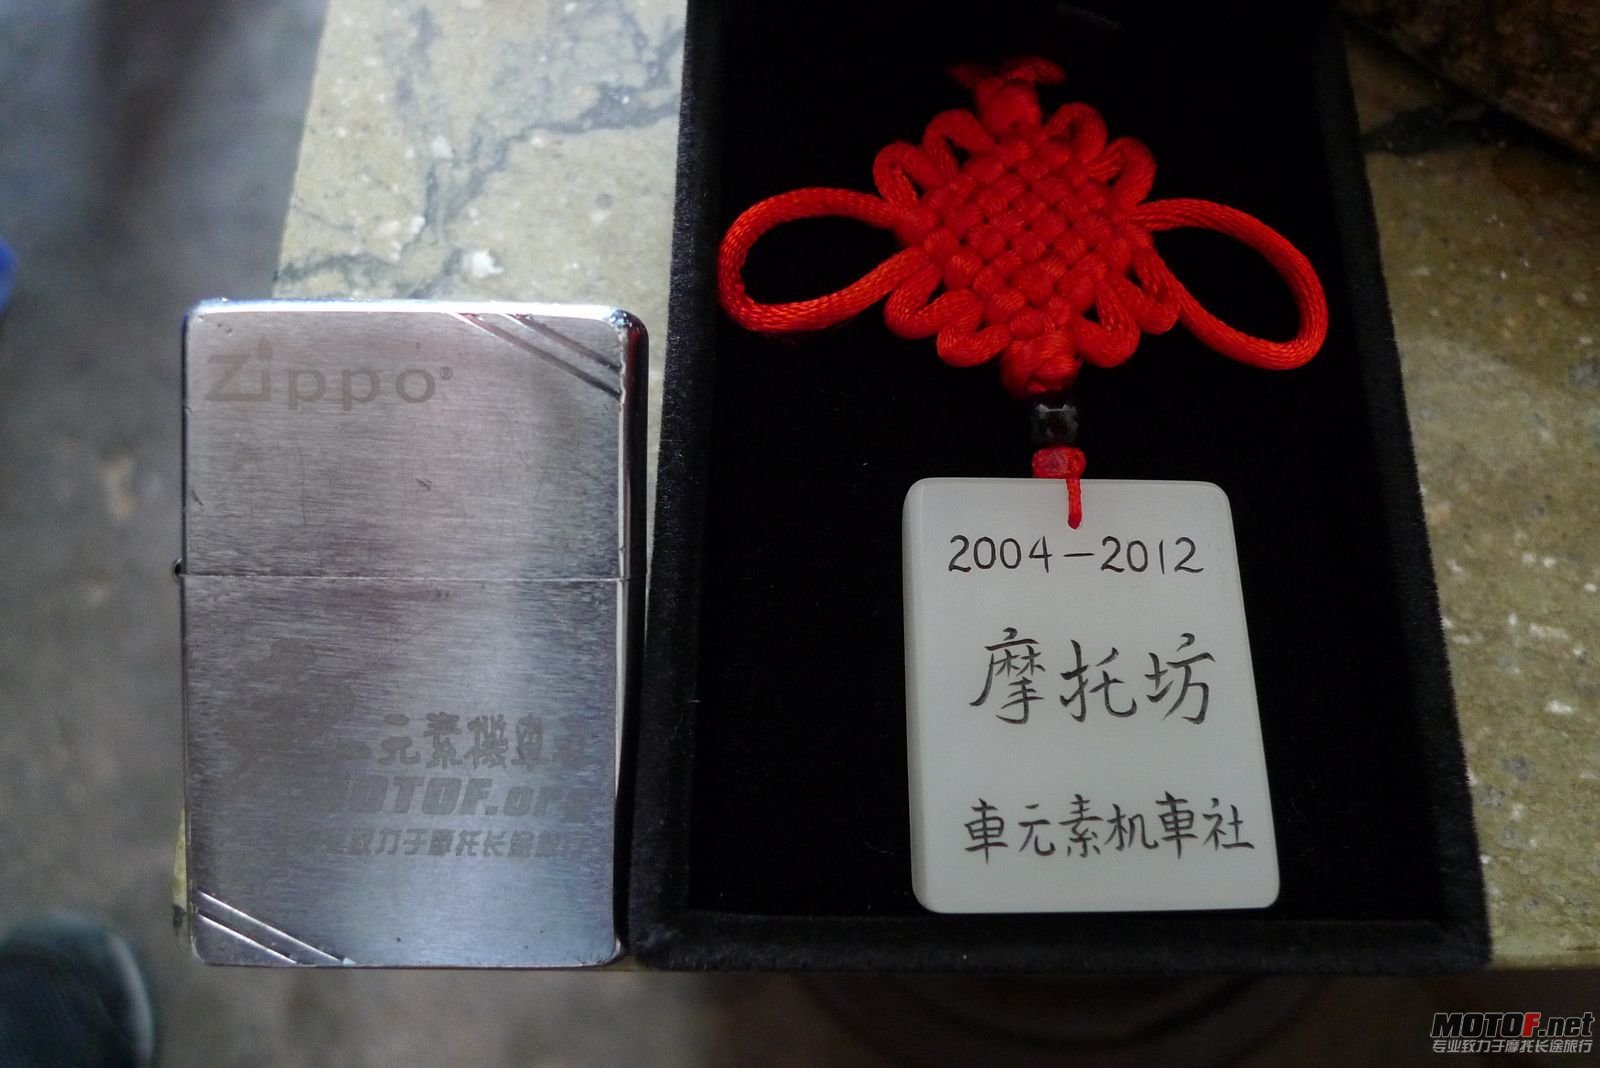 Zippo®
元素機車
MOTOF.org
致力于摩托长途旅行
2004-2012
摩托坊
車元素机車社
MOTOF.net
专业致力于摩托长途旅行